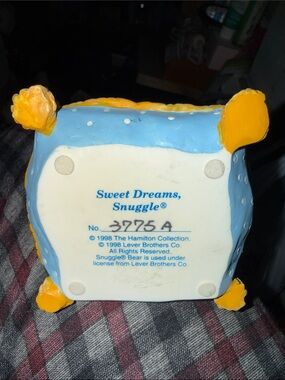 Sweet Dreams,
Snuggle®
No. 3775 A
© 1998 The Hamilton Collection.
© 1998 Lever Brothers Co.
All Rights Reserved.
Snuggle® Bear is used under
license from Lever Brothers Co.